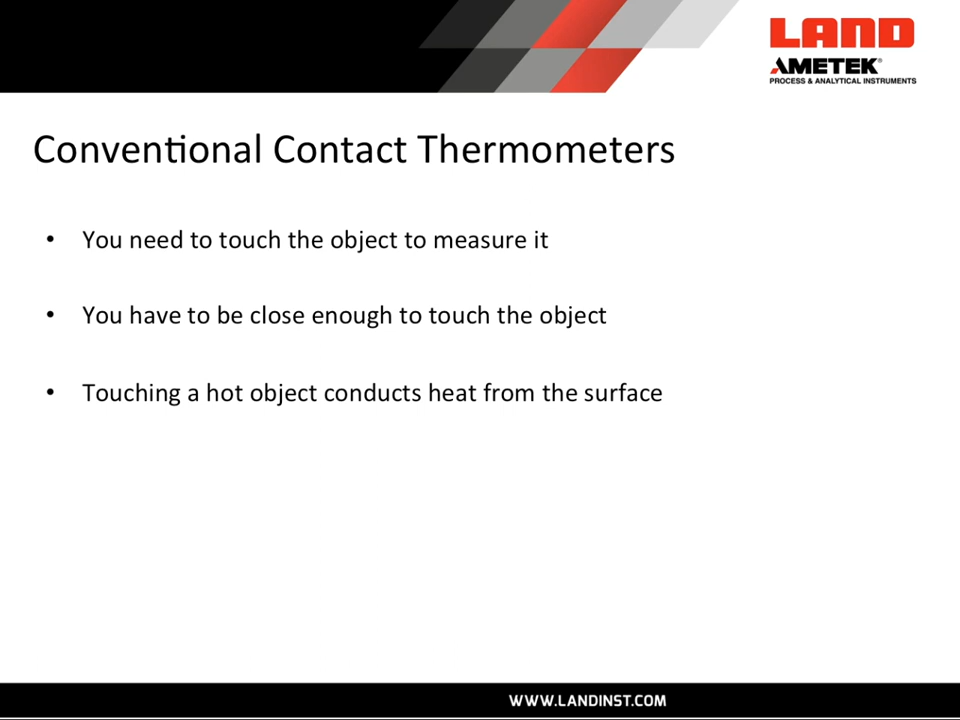 LAND
AMETEK®
PROCESS & ANALYTICAL INSTRUMENTS
Conventional Contact Thermometers
• You need to touch the object to measure it
• You have to be close enough to touch the object
• Touching a hot object conducts heat from the surface
WWW.LANDINST.COM